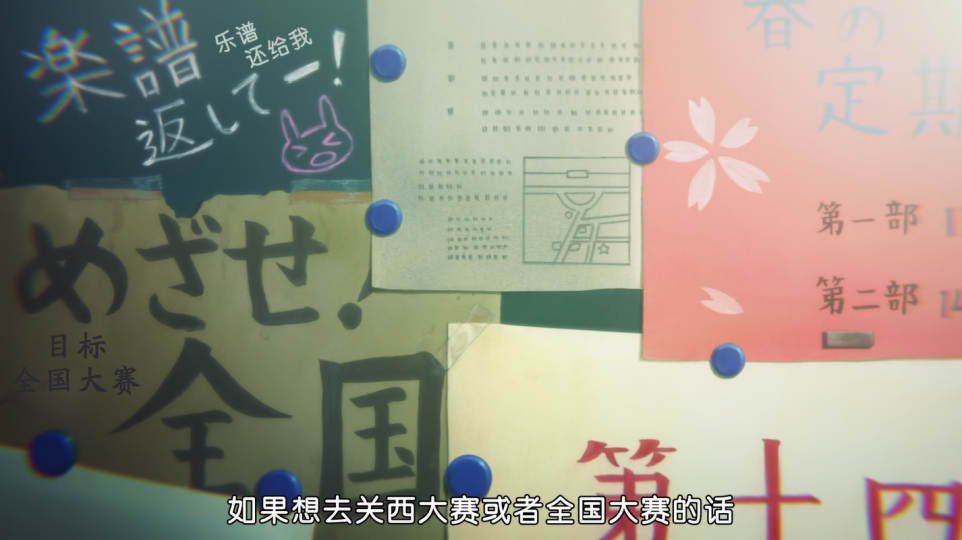 楽譜
返してー!
乐谱
还给我
春の
定期
第一部
第二部
めざせ!
全国
目标
全国大赛
第十四
如果想去关西大赛或者全国大赛的话